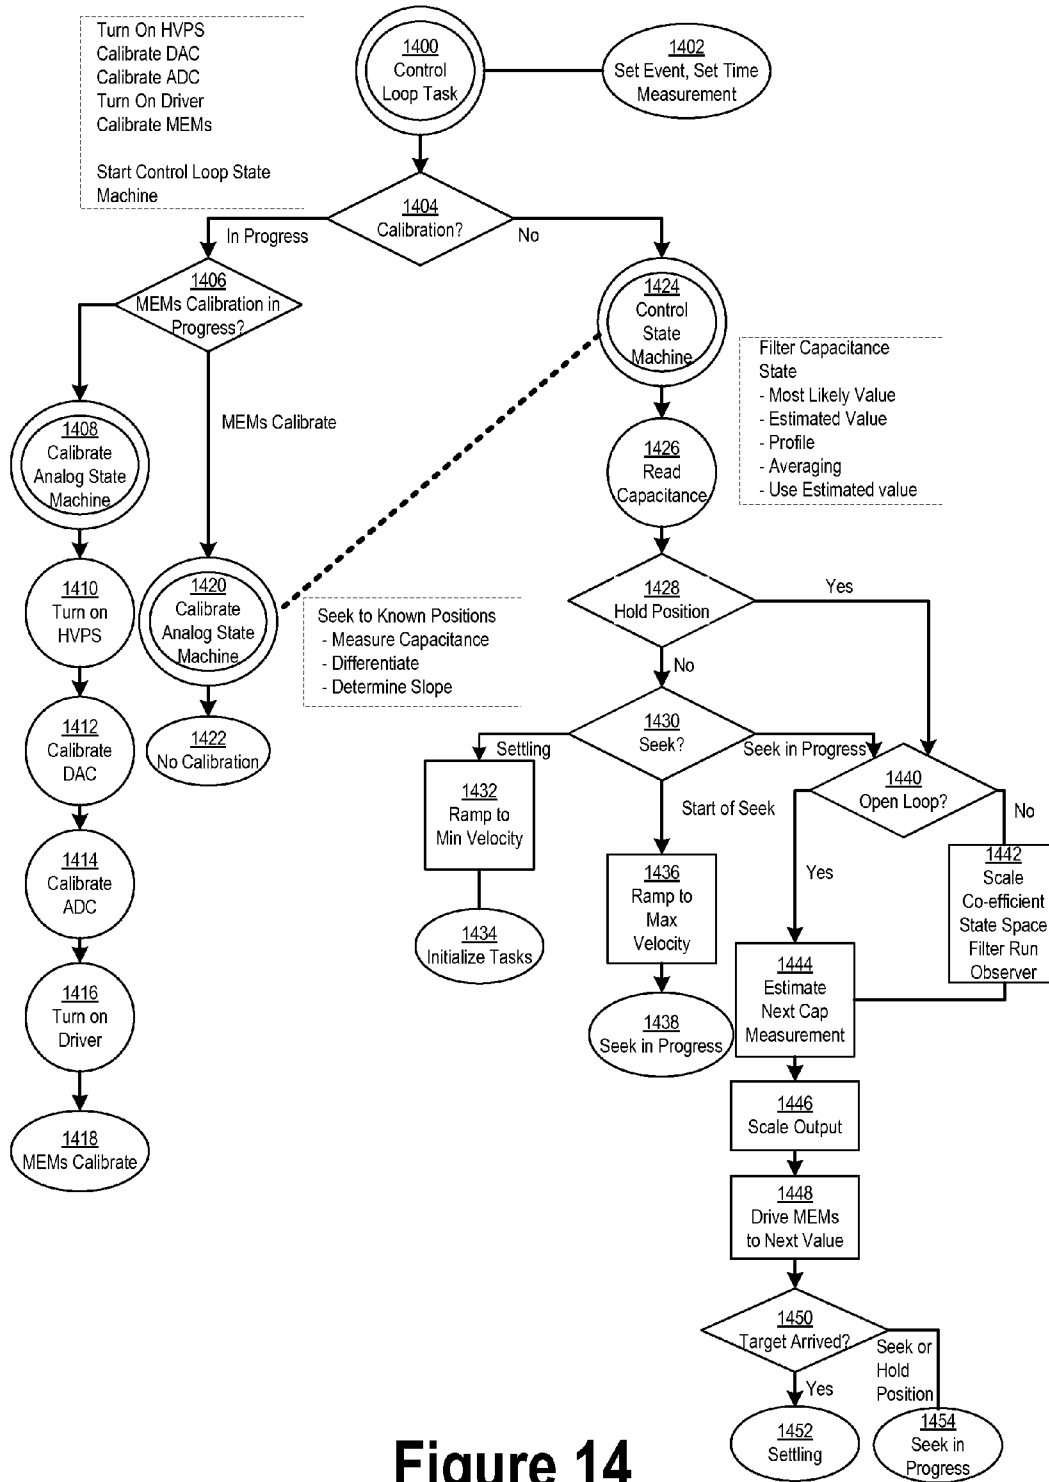 Turn On HVPS
Calibrate DAC
Calibrate ADC
Turn On Driver
Calibrate MEMs
Start Control Loop State
Machine
1400
Control
Loop Task
1402
Set Event, Set Time
Measurement
1404
Calibration?
In Progress
No
1406
MEMs Calibration in
Progress?
MEMs Calibrate
1408
Calibrate
Analog State
Machine
1410
Turn on
HVPS
1412
Calibrate
DAC
1414
Calibrate
ADC
1416
Turn on
Driver
1418
MEMs Calibrate
1420
Calibrate
Analog State
Machine
1422
No Calibration
Seek to Known Positions
- Measure Capacitance
- Differentiate
- Determine Slope
1424
Control
State
Machine
Filter Capacitance
State
- Most Likely Value
- Estimated Value
- Profile
- Averaging
- Use Estimated value
1426
Read
Capacitance
1428
Hold Position
Yes
No
1430
Seek?
Settling
Seek in Progress
Start of Seek
1432
Ramp to
Min Velocity
1434
Initialize Tasks
1436
Ramp to
Max
Velocity
1438
Seek in Progress
1440
Open Loop?
No
Yes
1442
Scale
Co-efficient
State Space
Filter Run
Observer
1444
Estimate
Next Cap
Measurement
1446
Scale Output
1448
Drive MEMs
to Next Value
1450
Target Arrived?
Yes
Seek or
Hold
Position
1452
Settling
1454
Seek in
Progress
Figure 14